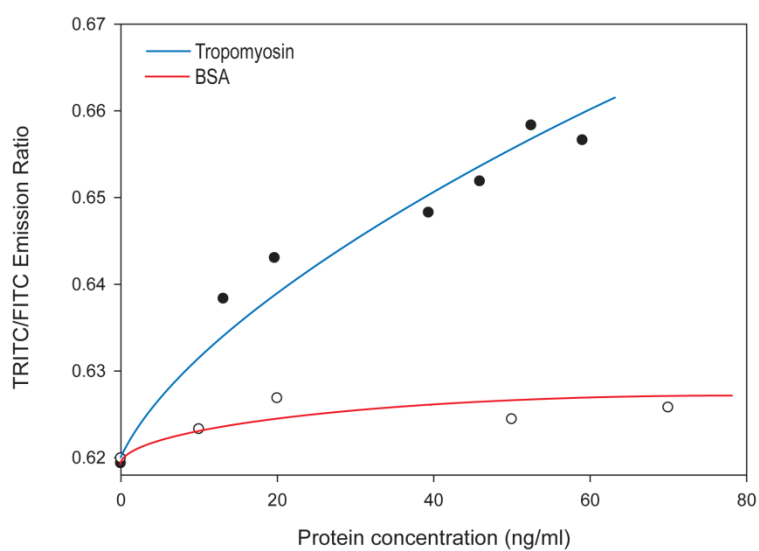 0.67
Tropomyosin
BSA
0.66
0.65
0.64
0.63
0.62
TRITC/FITC Emission Ratio
0 20 40 60 80
Protein concentration (ng/ml)